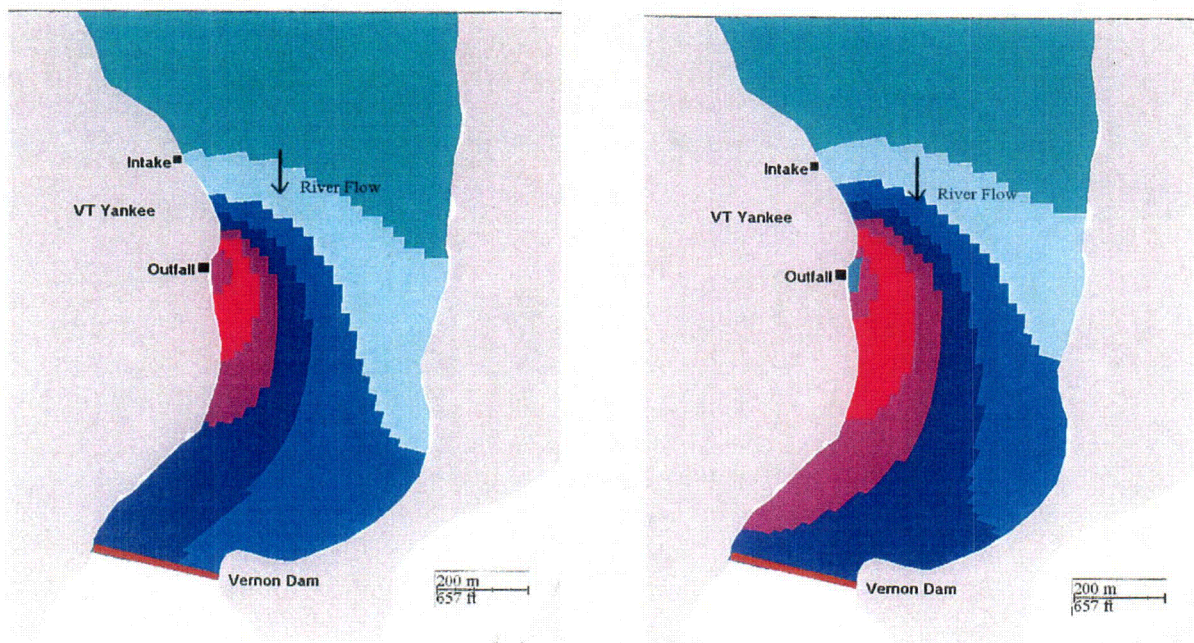 Intake
River Flow
VT Yankee
Outfall
Vernon Dam
200 m
657 ft
Intake
River Flow
VT Yankee
Outfall
Vernon Dam
200 m
657 ft